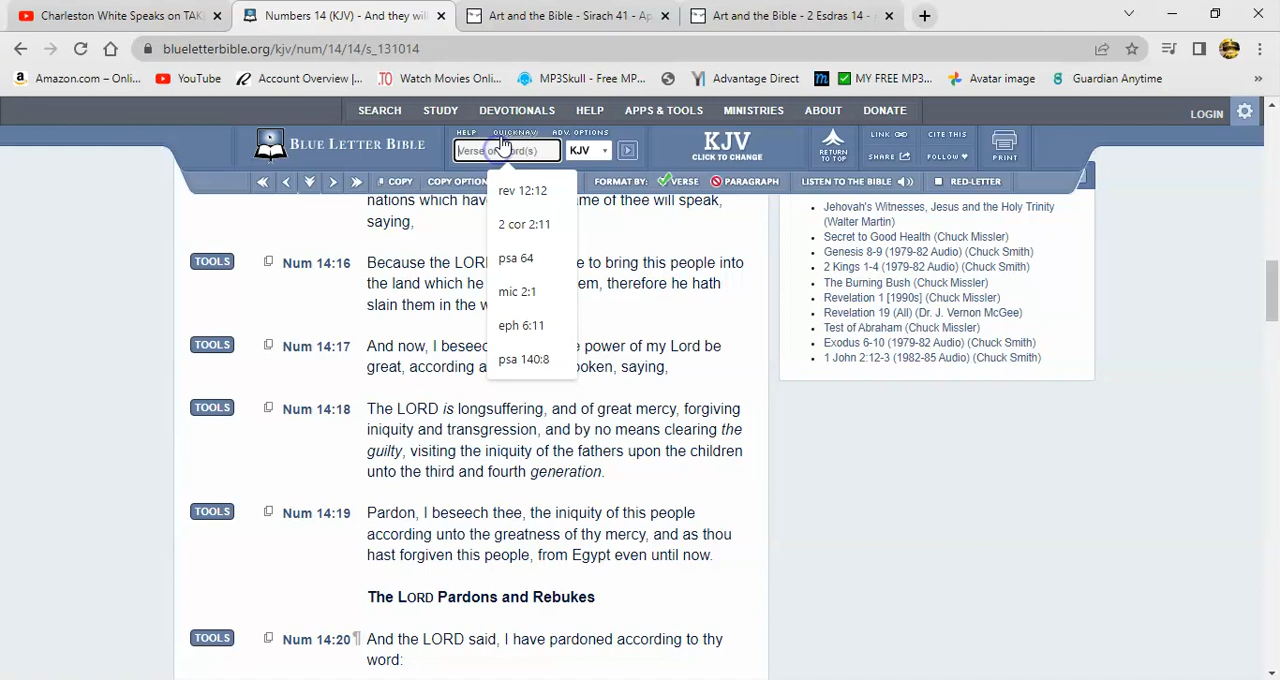 Charleston White Speaks on TAKE
Numbers 14 (KJV) - And they will
Art and the Bible - Sirach 41 - Ap
Art and the Bible - 2 Esdras 14 -
blueletterbible.org/kjv/num/14/14/s_131014
Amazon.com – Onli...
YouTube
Account Overview |...
Watch Movies Onlin...
MP3Skull - Free MP...
Advantage Direct
MY FREE MP3...
Avatar image
Guardian Anytime
»
SEARCH STUDY DEVOTIONALS HELP APPS & TOOLS MINISTRIES ABOUT DONATE LOGIN
HELP QUICKNAV ADV. OPTIONS
BLUE LETTER BIBLE
Verse or Word(s)
KJV
KJV
CLICK TO CHANGE
RETURN
TO TOP
LINK
CITE THIS
SHARE
FOLLOW
PRINT
COPY
COPY OPTION
FORMAT BY: VERSE PARAGRAPH
LISTEN TO THE BIBLE
RED-LETTER
rev 12:12
2 cor 2:11
psa 64
mic 2:1
eph 6:11
psa 140:8
nations which have me of thee will speak,
saying,
TOOLS Num 14:16 Because the LOR e to bring this people into
the land which he em, therefore he hath
slain them in the w
TOOLS Num 14:17 And now, I beseec e power of my Lord be
great, according a poken, saying,
TOOLS Num 14:18 The LORD is longsuffering, and of great mercy, forgiving
iniquity and transgression, and by no means clearing the
guilty, visiting the iniquity of the fathers upon the children
unto the third and fourth generation.
TOOLS Num 14:19 Pardon, I beseech thee, the iniquity of this people
according unto the greatness of thy mercy, and as thou
hast forgiven this people, from Egypt even until now.
The LORD Pardons and Rebukes
TOOLS Num 14:20 ¶ And the LORD said, I have pardoned according to thy
word:
Jehovah's Witnesses, Jesus and the Holy Trinity
(Walter Martin)
Secret to Good Health (Chuck Missler)
Genesis 8-9 (1979-82 Audio) (Chuck Smith)
2 Kings 1-4 (1979-82 Audio) (Chuck Smith)
The Burning Bush (Chuck Missler)
Revelation 1 [1990s] (Chuck Missler)
Revelation 19 (All) (Dr. J. Vernon McGee)
Test of Abraham (Chuck Missler)
Exodus 6-10 (1979-82 Audio) (Chuck Smith)
1 John 2:12-3 (1982-85 Audio) (Chuck Smith)